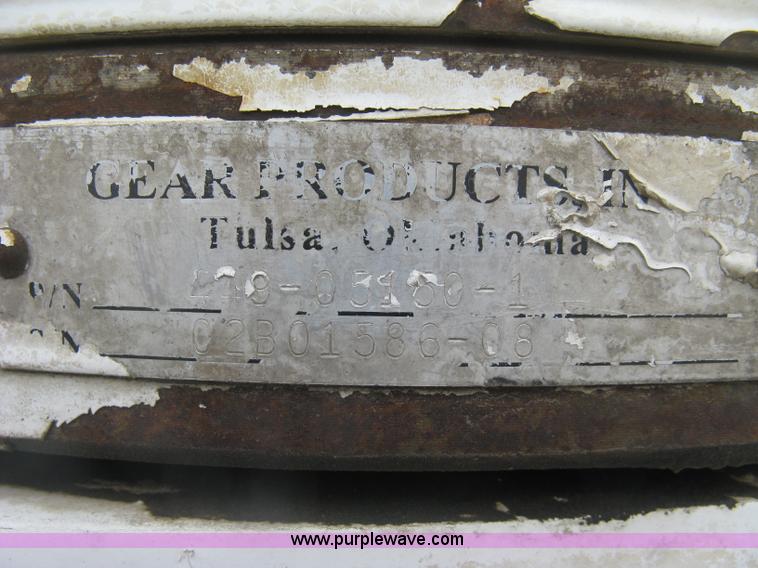 GEAR PRODUCTS, IN
Tulsa, Oklahoma
P/N
N 02B01586-08
www.purplewave.com